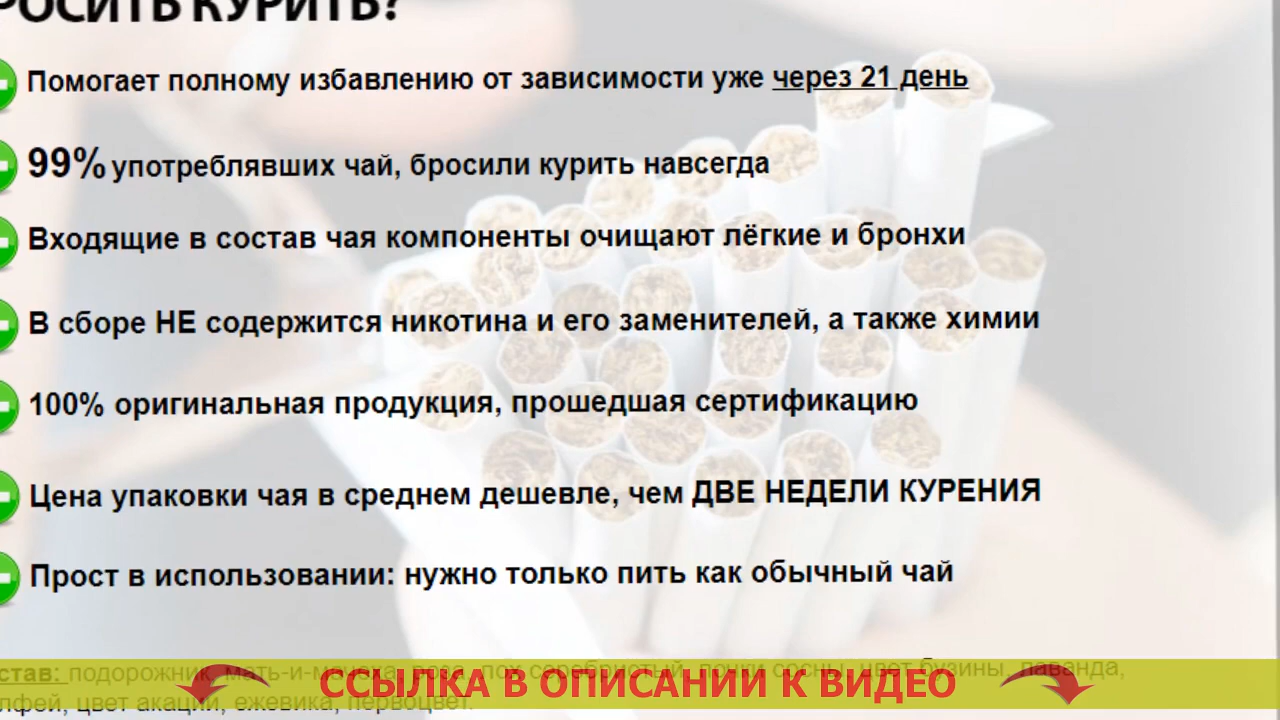 РОСИТЬ КУРИТЬ?
Помогает полному избавлению от зависимости уже через 21 день
99% употреблявших чай, бросили курить навсегда
Входящие в состав чая компоненты очищают лёгкие и бронхи
В сборе НЕ содержится никотина и его заменителей, а также химии
100% оригинальная продукция, прошедшая сертификацию
Цена упаковки чая в среднем дешевле, чем ДВЕ НЕДЕЛИ КУРЕНИЯ
Прост в использовании: нужно только пить как обычный чай
став: подорожник, мать-и-мачеха, роза, лох серебристый, почки сосны, цвет бузины, лаванда,
ССЫЛКА В ОПИСАНИИ К ВИДЕО
лфей, цвет акации, ежевика, первоцвет.